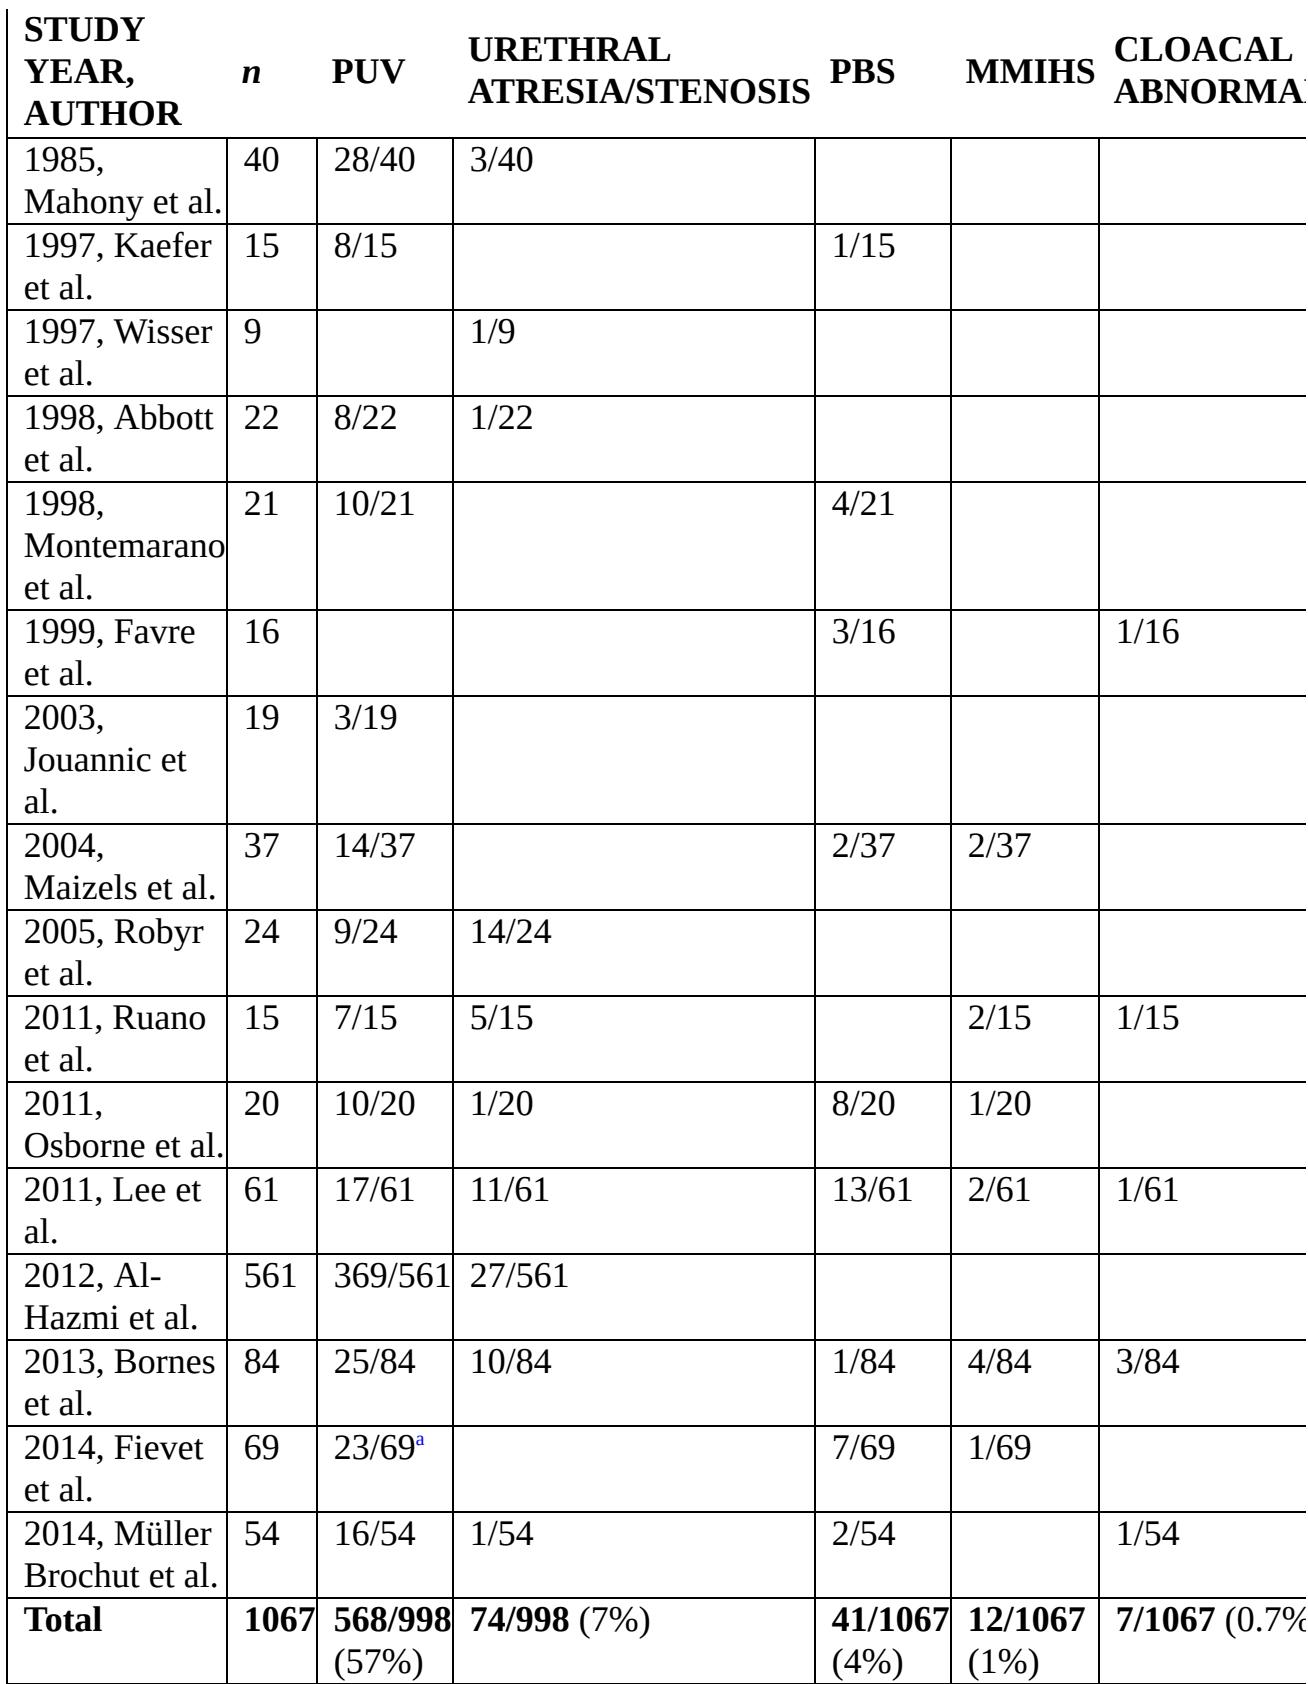 STUDY YEAR, AUTHOR n PUV URETHRAL ATRESIA/STENOSIS PBS MMIHS CLOACAL ABNORMA
1985, Mahony et al. 40 28/40 3/40
1997, Kaefer et al. 15 8/15 1/15
1997, Wisser et al. 9 1/9
1998, Abbott et al. 22 8/22 1/22
1998, Montemarano et al. 21 10/21 4/21
1999, Favre et al. 16 3/16 1/16
2003, Jouannic et al. 19 3/19
2004, Maizels et al. 37 14/37 2/37 2/37
2005, Robyr et al. 24 9/24 14/24
2011, Ruano et al. 15 7/15 5/15 2/15 1/15
2011, Osborne et al. 20 10/20 1/20 8/20 1/20
2011, Lee et al. 61 17/61 11/61 13/61 2/61 1/61
2012, Al-Hazmi et al. 561 369/561 27/561
2013, Bornes et al. 84 25/84 10/84 1/84 4/84 3/84
2014, Fievet et al. 69 23/69a 7/69 1/69
2014, Müller Brochut et al. 54 16/54 1/54 2/54 1/54
Total 1067 568/998 (57%) 74/998 (7%) 41/1067 (4%) 12/1067 (1%) 7/1067 (0.7%